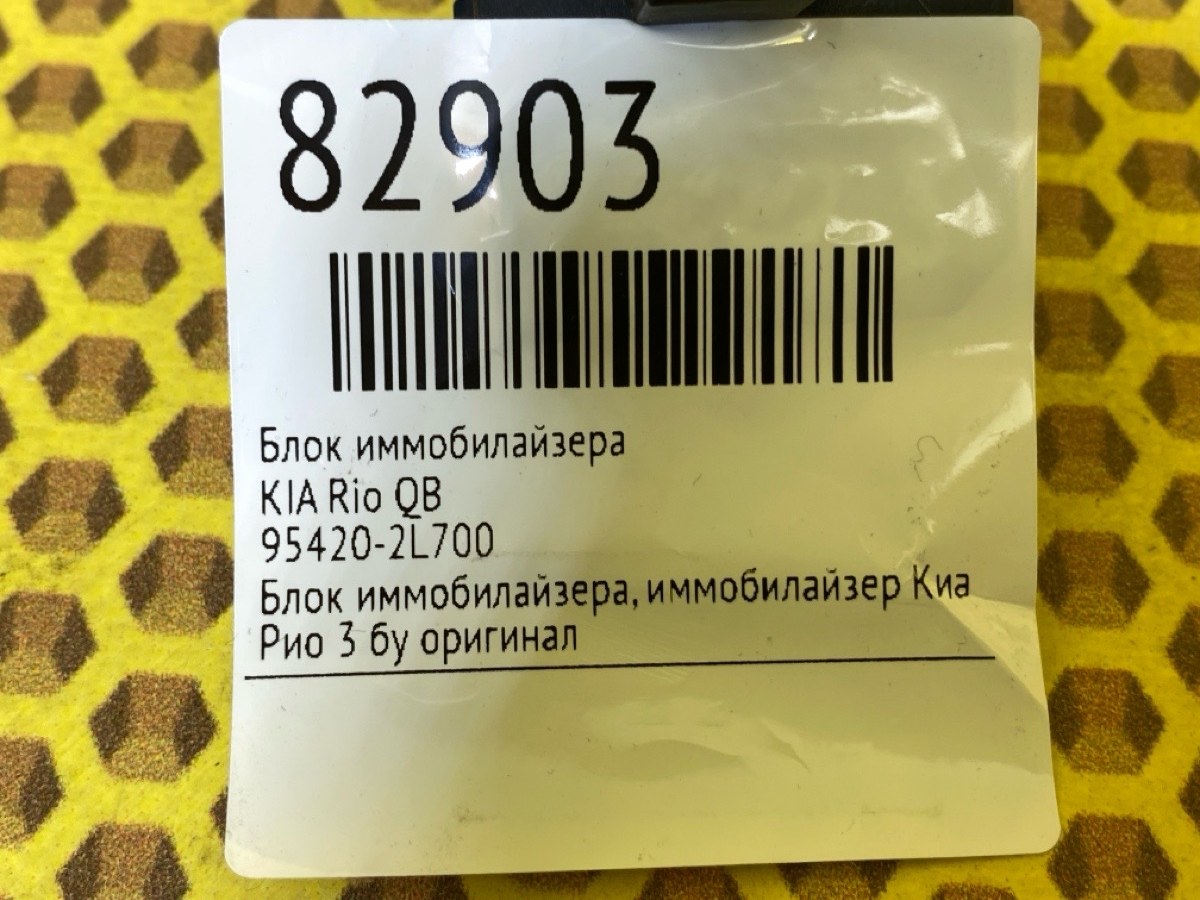 82903
Блок иммобилайзера
KIA Rio QB
95420-2L700
Блок иммобилайзера, иммобилайзер Киа
Рио 3 бу оригинал